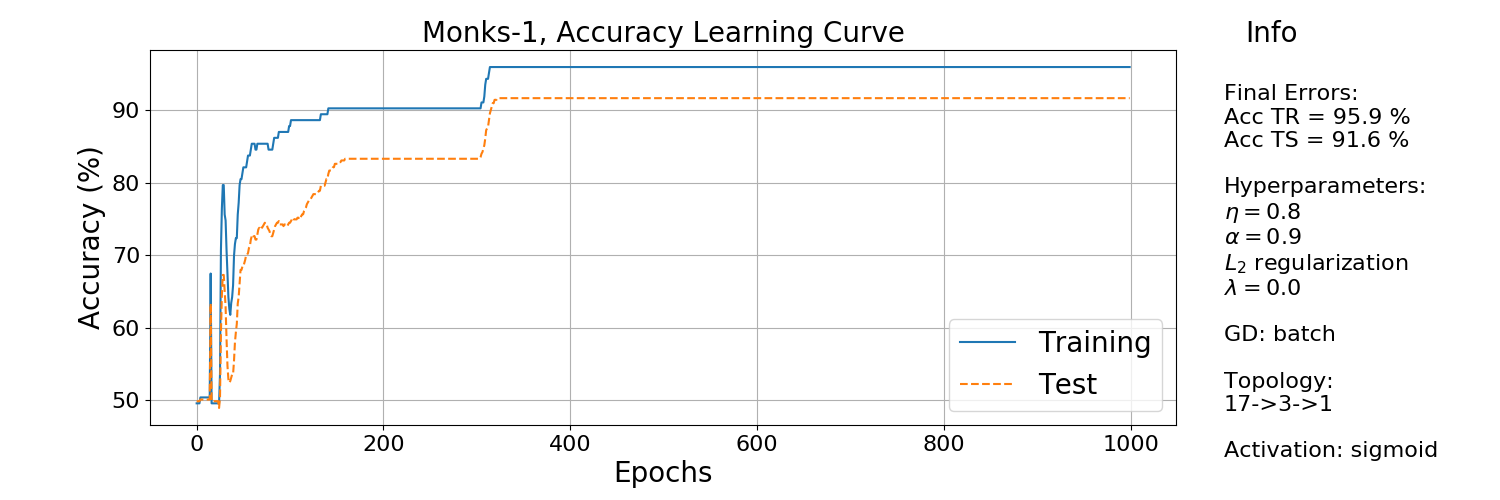 Monks-1, Accuracy Learning Curve
Accuracy (%)
90
80
70
60
50
0
200
400
600
800
1000
Epochs
Training
Test
Info
Final Errors:
Acc TR = 95.9 %
Acc TS = 91.6 %
Hyperparameters:
η = 0.8
α = 0.9
L₂ regularization
λ = 0.0
GD: batch
Topology:
17->3->1
Activation: sigmoid